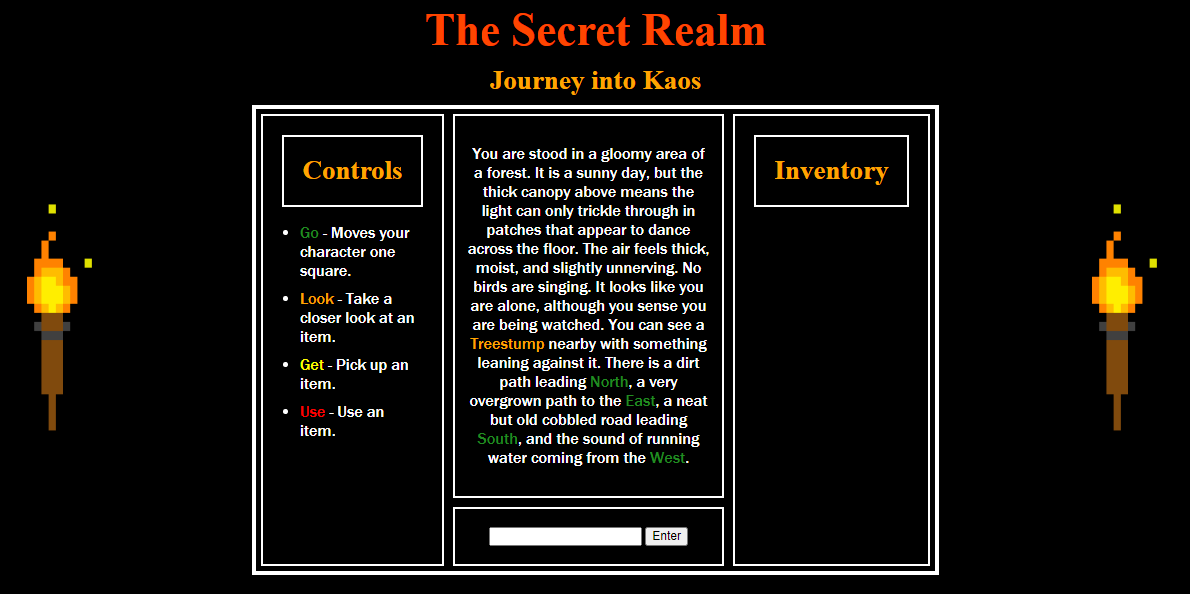 The Secret Realm
Journey into Kaos
Controls
Go - Moves your
character one
square.
Look - Take a
closer look at an
item.
Get - Pick up an
item.
Use - Use an
item.
You are stood in a gloomy area of
a forest. It is a sunny day, but the
thick canopy above means the
light can only trickle through in
patches that appear to dance
across the floor. The air feels thick,
moist, and slightly unnerving. No
birds are singing. It looks like you
are alone, although you sense you
are being watched. You can see a
Treestump nearby with something
leaning against it. There is a dirt
path leading North, a very
overgrown path to the East, a neat
but old cobbled road leading
South, and the sound of running
water coming from the West.
Enter
Inventory